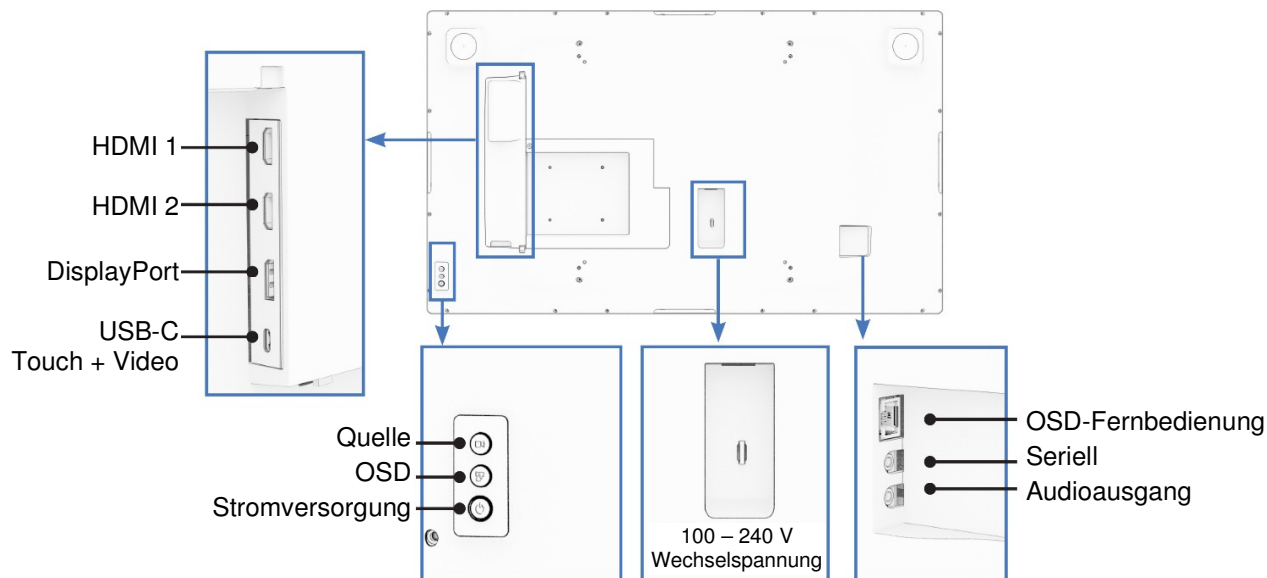 HDMI 1
HDMI 2
DisplayPort
USB-C
Touch + Video
Quelle
OSD
Stromversorgung
100 – 240 V
Wechselspannung
OSD-Fernbedienung
Seriell
Audioausgang